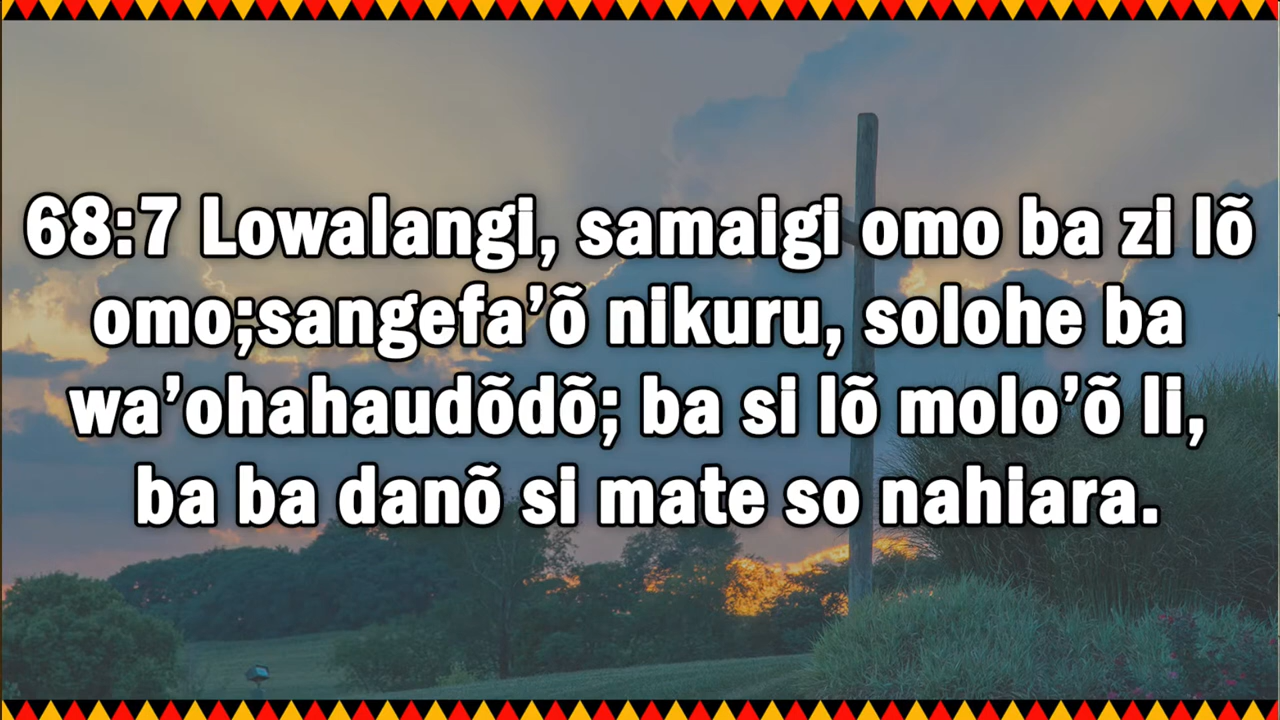 68:7 Lowalangi, samaigi omo ba zi lõ
omo;sangefa’õ nikuru, solohe ba
wa’ohahaudõdõ; ba si lõ molo’õ li,
ba ba danõ si mate so nahiara.